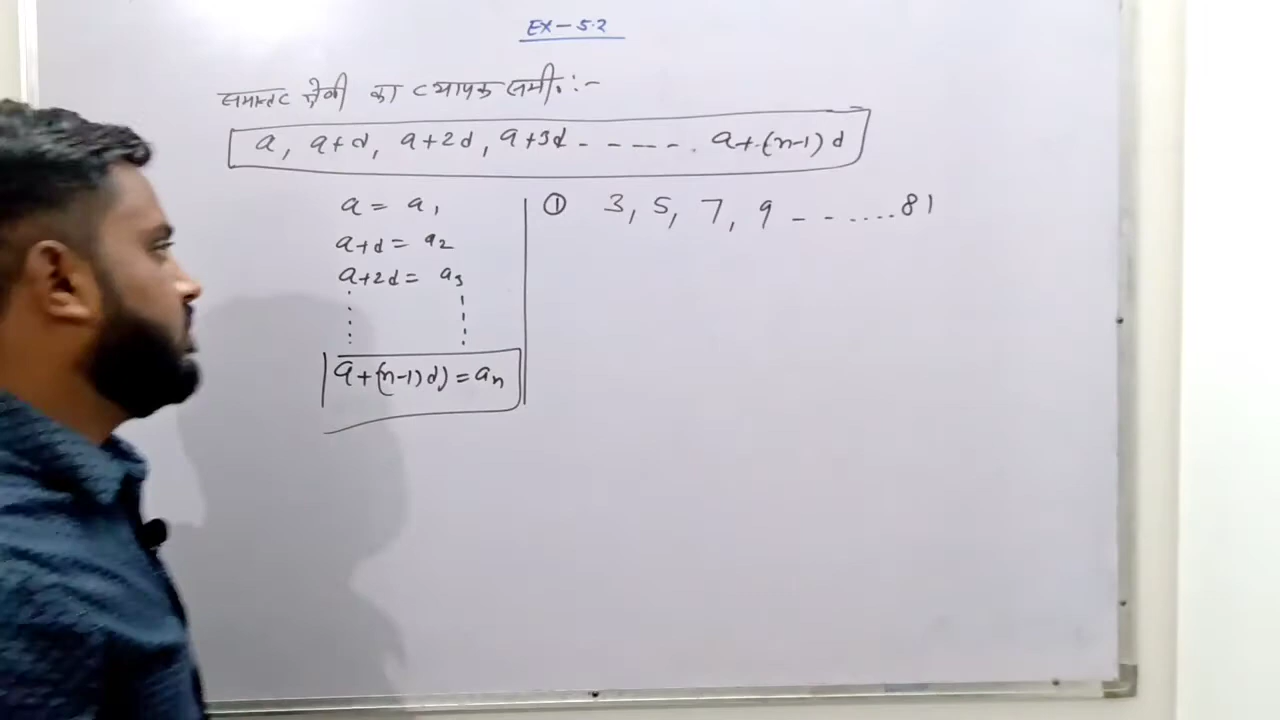 EX-5.2
समान्तर श्रेणी का व्यापक समी.:-
a, a+d, a+2d, a+3d ------. a+(n-1)d
a = a₁
a+d = a₂
a+2d = a₃
a+(n-1)d) = aₙ
① 3, 5, 7, 9 --......81